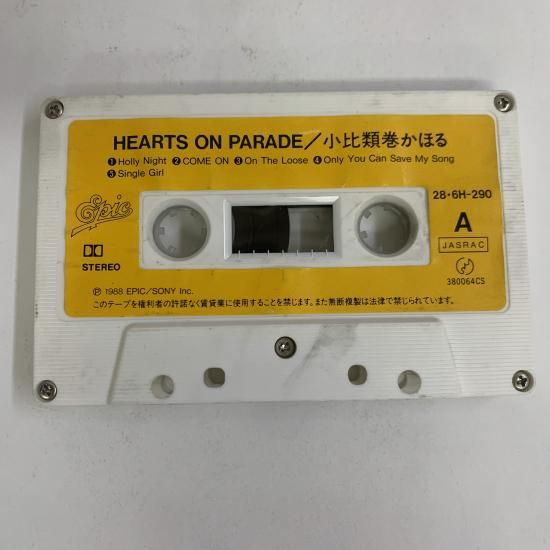 HEARTS ON PARADE/小比類巻かほる
❶Holly Night ❷COME ON ❸On The Loose ❹Only You Can Save My Song
❺Single Girl
Epic
28・6H-290
A
JASRAC
STEREO
380064CS
Ⓟ 1988 EPIC/SONY Inc.
このテープを権利者の許諾なく賃貸業に使用することを禁じます。また無断複製は法律で禁じられています。